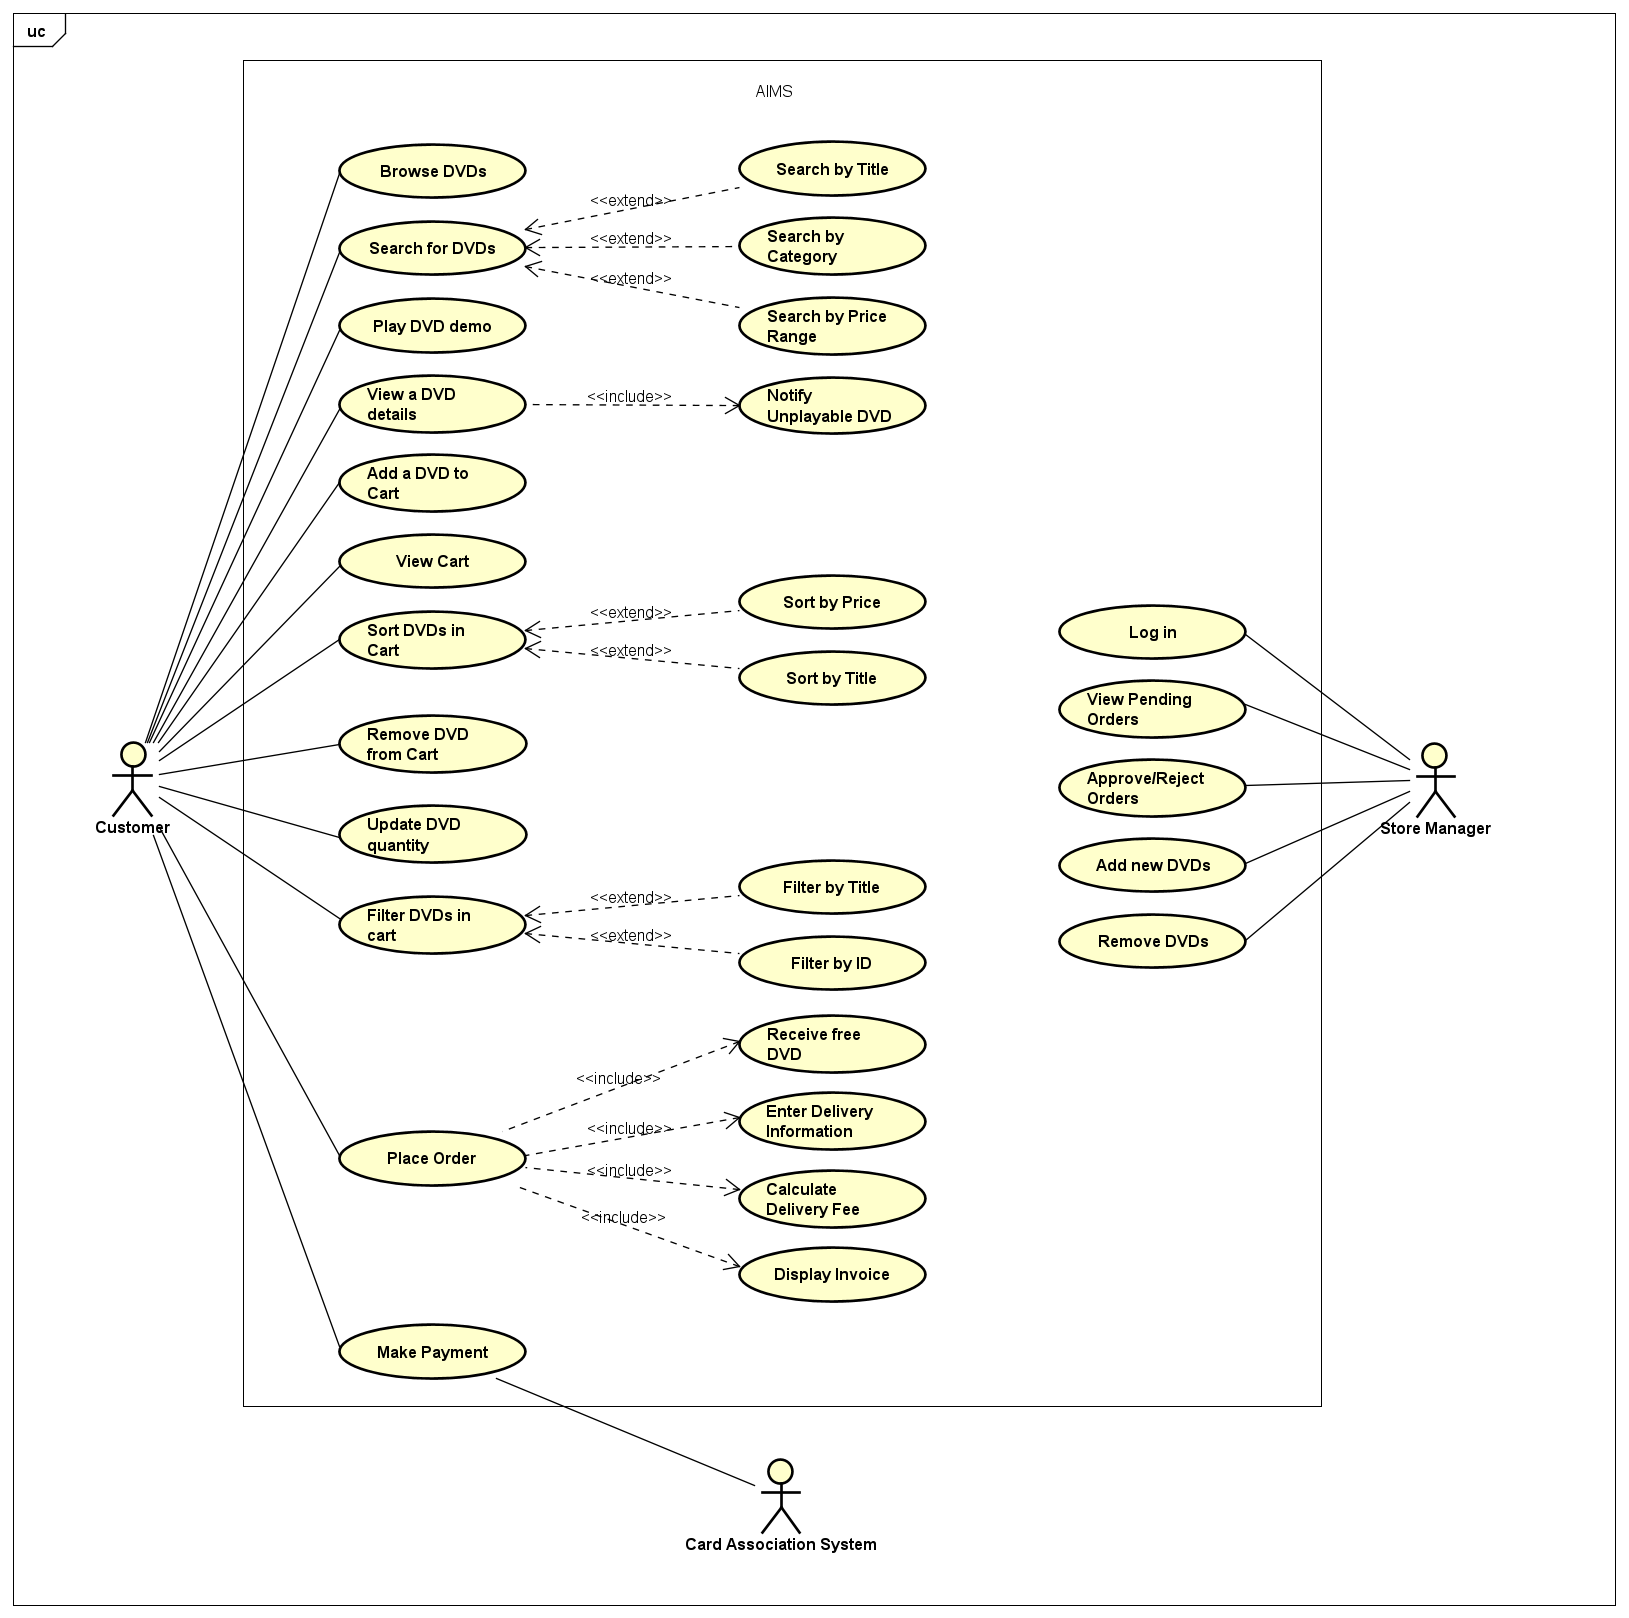 uc
AIMS
Browse DVDs
Search by Title
<<extend>>
Search for DVDs
<<extend>>
Search by
Category
<<extend>>
Play DVD demo
Search by Price
Range
View a DVD
details
<<include>>
Notify
Unplayable DVD
Add a DVD to
Cart
View Cart
Sort DVDs in
Cart
<<extend>>
Sort by Price
<<extend>>
Sort by Title
Log in
View Pending
Orders
Remove DVD
from Cart
Approve/Reject
Orders
Customer
Store Manager
Update DVD
quantity
Add new DVDs
Filter DVDs in
cart
<<extend>>
Filter by Title
<<extend>>
Filter by ID
Remove DVDs
Receive free
DVD
<<include>>
Enter Delivery
Information
<<include>>
Place Order
<<include>>
Calculate
Delivery Fee
<<include>>
Display Invoice
Make Payment
Card Association System